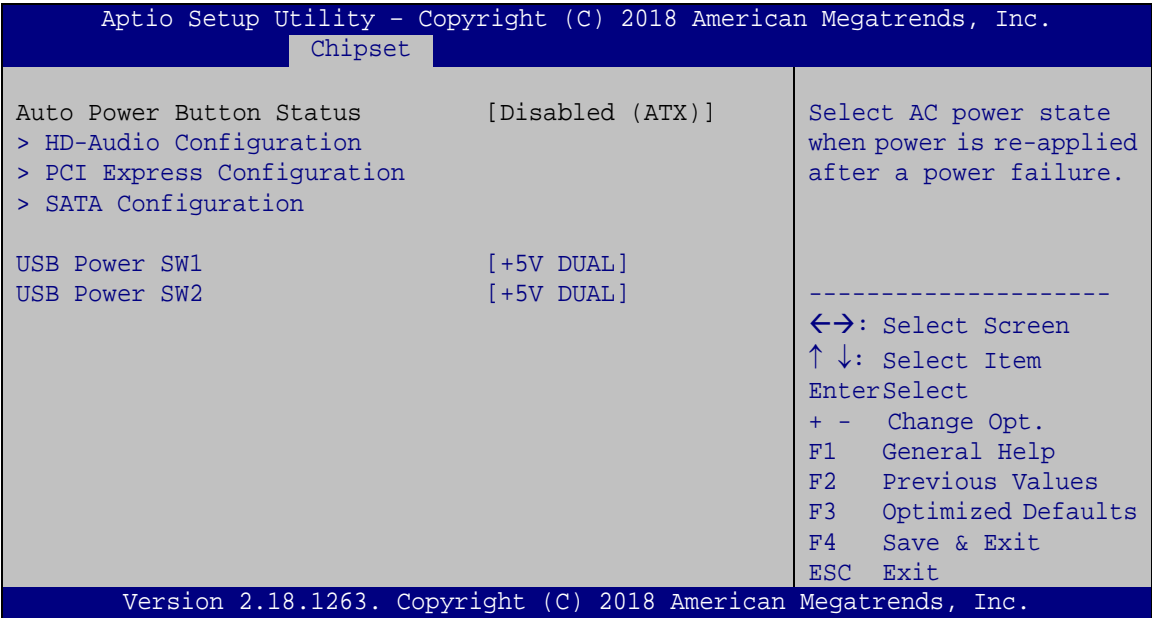 Aptio Setup Utility – Copyright (C) 2018 American Megatrends, Inc.
Chipset
Auto Power Button Status [Disabled (ATX)]
> HD-Audio Configuration
> PCI Express Configuration
> SATA Configuration
USB Power SW1 [+5V DUAL]
USB Power SW2 [+5V DUAL]
Select AC power state
when power is re-applied
after a power failure.
---------------------
←→: Select Screen
↑ ↓: Select Item
EnterSelect
+ - Change Opt.
F1 General Help
F2 Previous Values
F3 Optimized Defaults
F4 Save & Exit
ESC Exit
Version 2.18.1263. Copyright (C) 2018 American Megatrends, Inc.